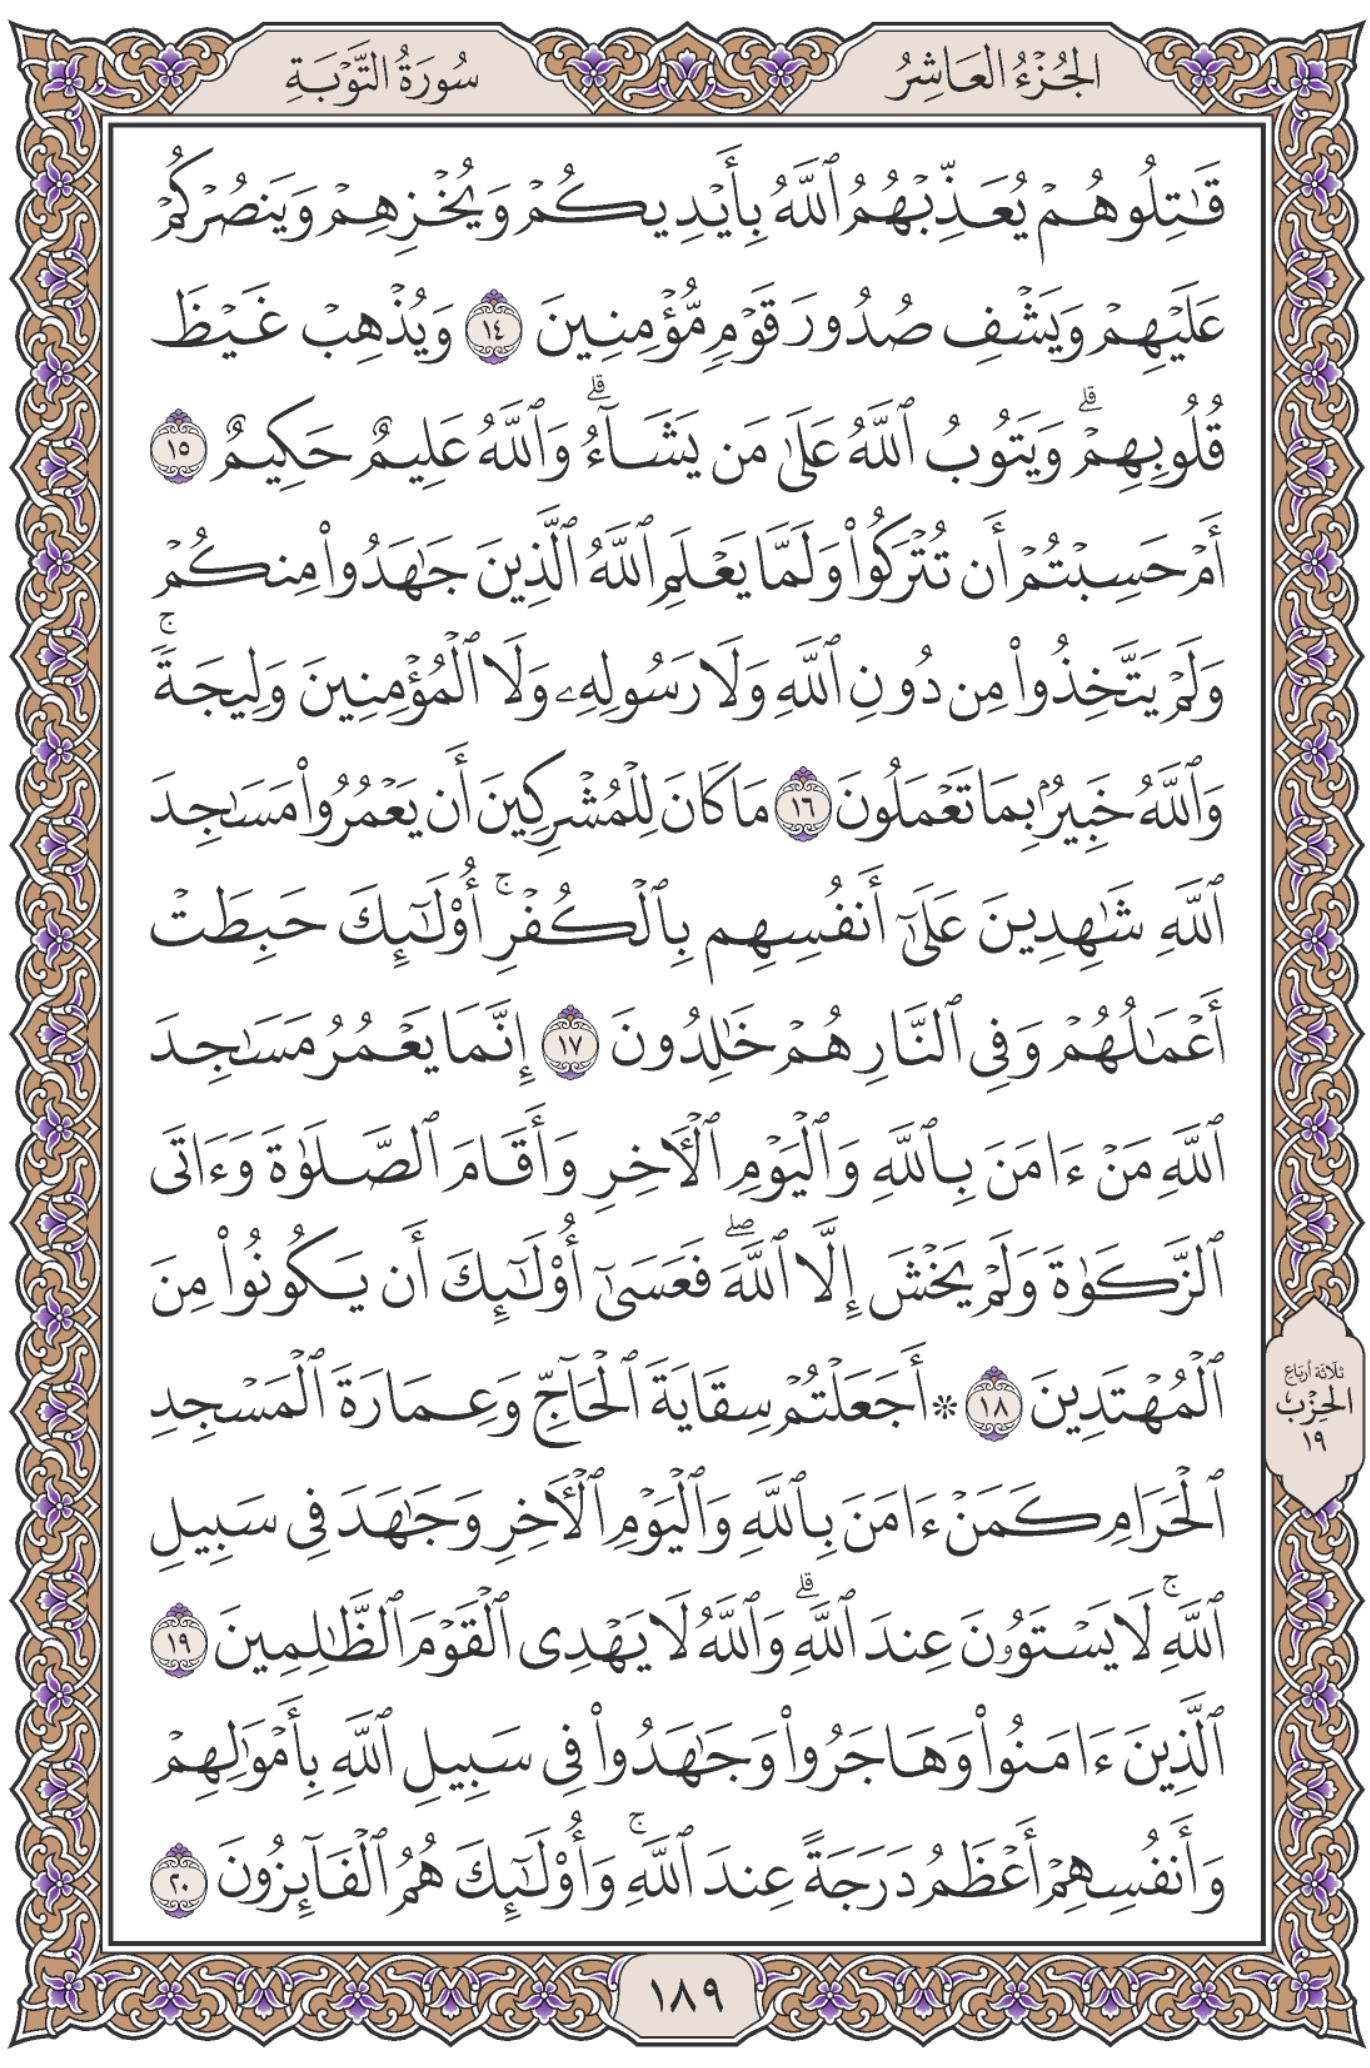 الجُزْءُ العَاشِرُ
سُورَةُ التَّوْبَةِ
قَٰتِلُوهُمْ يُعَذِّبْهُمُ ٱللَّهُ بِأَيْدِيكُمْ وَيُخْزِهِمْ وَيَنصُرْكُمْ
عَلَيْهِمْ وَيَشْفِ صُدُورَ قَوْمٍ مُّؤْمِنِينَ ١٤ وَيُذْهِبْ غَيْظَ
قُلُوبِهِمْۗ وَيَتُوبُ ٱللَّهُ عَلَىٰ مَن يَشَآءُۗ وَٱللَّهُ عَلِيمٌ حَكِيمٌ ١٥
أَمْ حَسِبْتُمْ أَن تُتْرَكُوا۟ وَلَمَّا يَعْلَمِ ٱللَّهُ ٱلَّذِينَ جَٰهَدُوا۟ مِنكُمْ
وَلَمْ يَتَّخِذُوا۟ مِن دُونِ ٱللَّهِ وَلَا رَسُولِهِۦ وَلَا ٱلْمُؤْمِنِينَ وَلِيجَةًۚ
وَٱللَّهُ خَبِيرٌۢ بِمَا تَعْمَلُونَ ١٦ مَا كَانَ لِلْمُشْرِكِينَ أَن يَعْمُرُوا۟ مَسَٰجِدَ
ٱللَّهِ شَٰهِدِينَ عَلَىٰٓ أَنفُسِهِم بِٱلْكُفْرِۚ أُو۟لَٰٓئِكَ حَبِطَتْ
أَعْمَٰلُهُمْ وَفِى ٱلنَّارِ هُمْ خَٰلِدُونَ ١٧ إِنَّمَا يَعْمُرُ مَسَٰجِدَ
ٱللَّهِ مَنْ ءَامَنَ بِٱللَّهِ وَٱلْيَوْمِ ٱلْءَاخِرِ وَأَقَامَ ٱلصَّلَوٰةَ وَءَاتَى
ٱلزَّكَوٰةَ وَلَمْ يَخْشَ إِلَّا ٱللَّهَۖ فَعَسَىٰٓ أُو۟لَٰٓئِكَ أَن يَكُونُوا۟ مِنَ
ٱلْمُهْتَدِينَ ١٨ ۞ أَجَعَلْتُمْ سِقَايَةَ ٱلْحَآجِّ وَعِمَارَةَ ٱلْمَسْجِدِ
ثلاثة أرباع
الحِزْب
١٩
ٱلْحَرَامِ كَمَنْ ءَامَنَ بِٱللَّهِ وَٱلْيَوْمِ ٱلْءَاخِرِ وَجَٰهَدَ فِى سَبِيلِ
ٱللَّهِۚ لَا يَسْتَوُۥنَ عِندَ ٱللَّهِۗ وَٱللَّهُ لَا يَهْدِى ٱلْقَوْمَ ٱلظَّٰلِمِينَ ١٩
ٱلَّذِينَ ءَامَنُوا۟ وَهَاجَرُوا۟ وَجَٰهَدُوا۟ فِى سَبِيلِ ٱللَّهِ بِأَمْوَٰلِهِمْ
وَأَنفُسِهِمْ أَعْظَمُ دَرَجَةً عِندَ ٱللَّهِۚ وَأُو۟لَٰٓئِكَ هُمُ ٱلْفَآئِزُونَ ٢٠
١٨٩